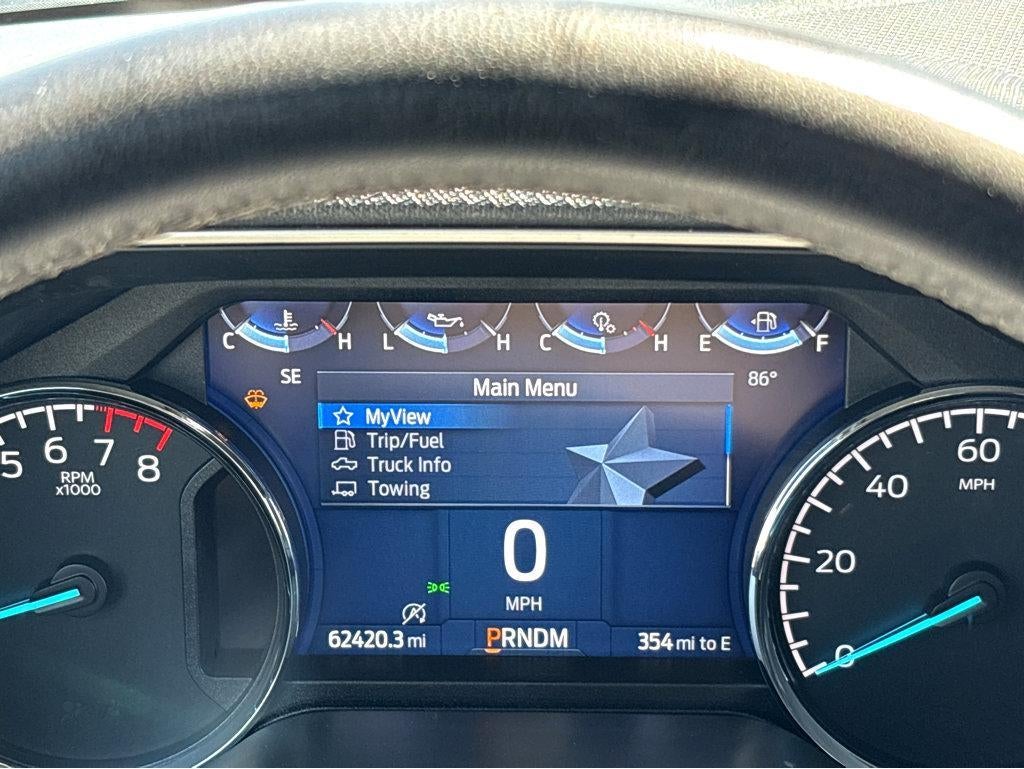 C H L H C H E F
SE 86°
Main Menu
MyView
Trip/Fuel
Truck Info
Towing
5 6 7 8
RPM
x1000
0
MPH
62420.3 mi PRNDM 354 mi to E
60
MPH
40
20
0